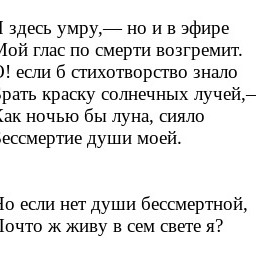 Я здесь умру,— но и в эфире
Мой глас по смерти возгремит.
О! если б стихотворство знало
Брать краску солнечных лучей,–
Как ночью бы луна, сияло
Бессмертие души моей.
Но если нет души бессмертной,
Почто ж живу в сем свете я?